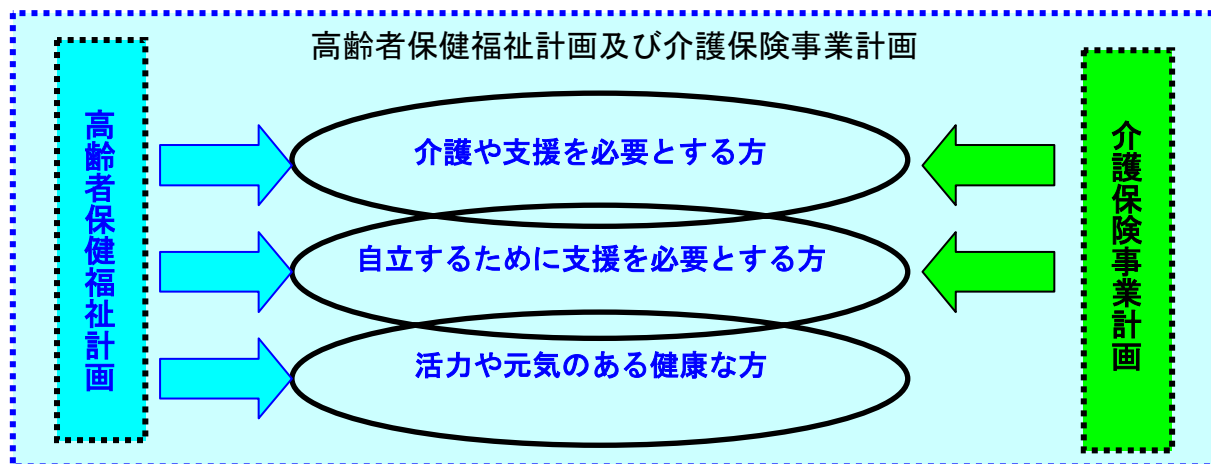 高齢者保健福祉計画及び介護保険事業計画
高齢者保健福祉計画
介護や支援を必要とする方
自立するために支援を必要とする方
活力や元気のある健康な方
介護保険事業計画